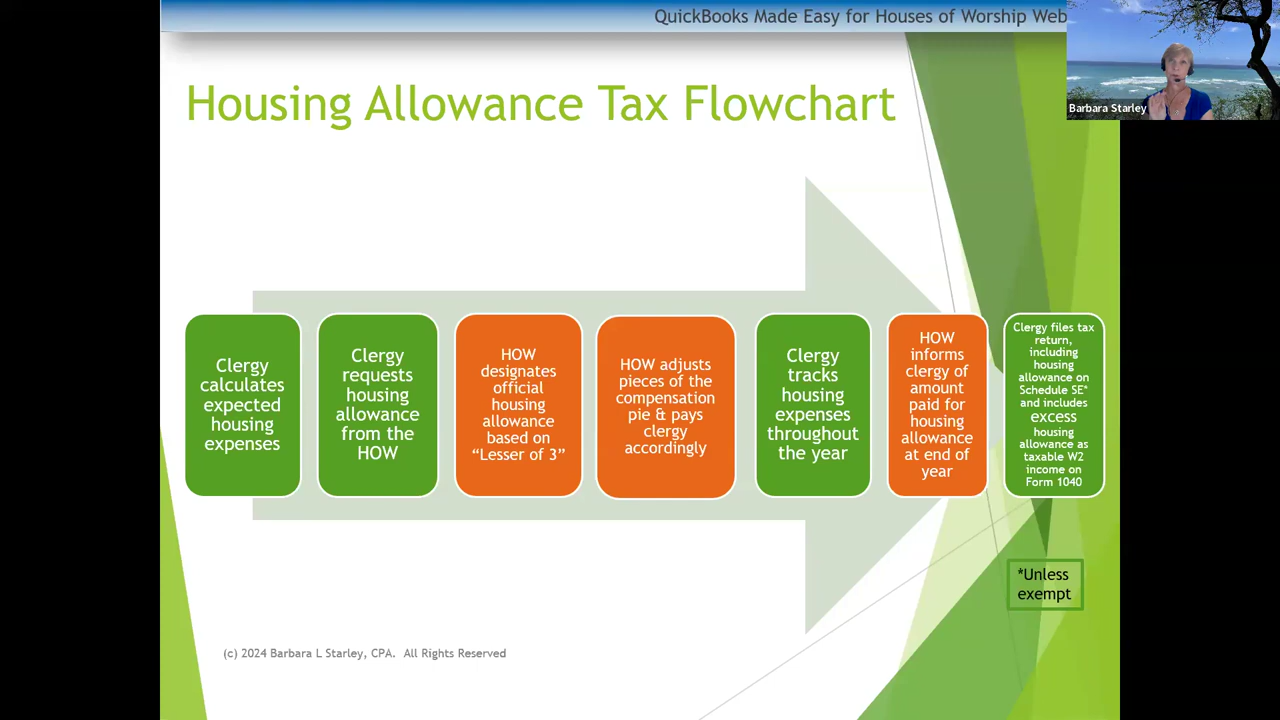 QuickBooks Made Easy for Houses of Worship Web
Barbara Starley
Housing Allowance Tax Flowchart
Clergy
calculates
expected
housing
expenses
Clergy
requests
housing
allowance
from the
HOW
HOW
designates
official
housing
allowance
based on
“Lesser of 3”
HOW adjusts
pieces of the
compensation
pie & pays
clergy
accordingly
Clergy
tracks
housing
expenses
throughout
the year
HOW
informs
clergy of
amount
paid for
housing
allowance
at end of
year
Clergy files tax
return,
including
housing
allowance on
Schedule SE*
and includes
excess
housing
allowance as
taxable W2
income on
Form 1040
*Unless
exempt
(c) 2024 Barbara L Starley, CPA. All Rights Reserved